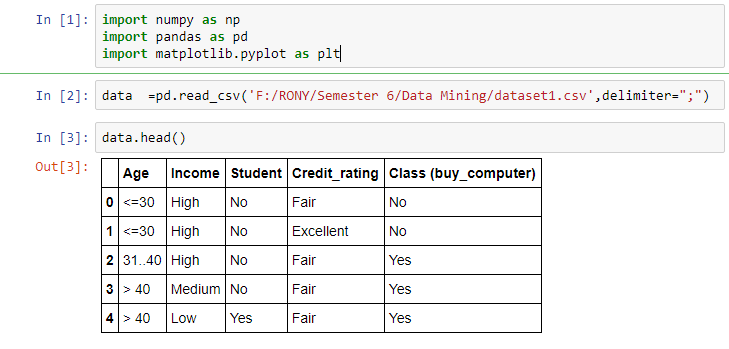 In [1]: import numpy as np
import pandas as pd
import matplotlib.pyplot as plt
In [2]: data  =pd.read_csv('F:/RONY/Semester 6/Data Mining/dataset1.csv',delimiter=";")
In [3]: data.head()
Out[3]:
Age Income Student Credit_rating Class (buy_computer)
0 <=30 High No Fair No
1 <=30 High No Excellent No
2 31..40 High No Fair Yes
3 > 40 Medium No Fair Yes
4 > 40 Low Yes Fair Yes